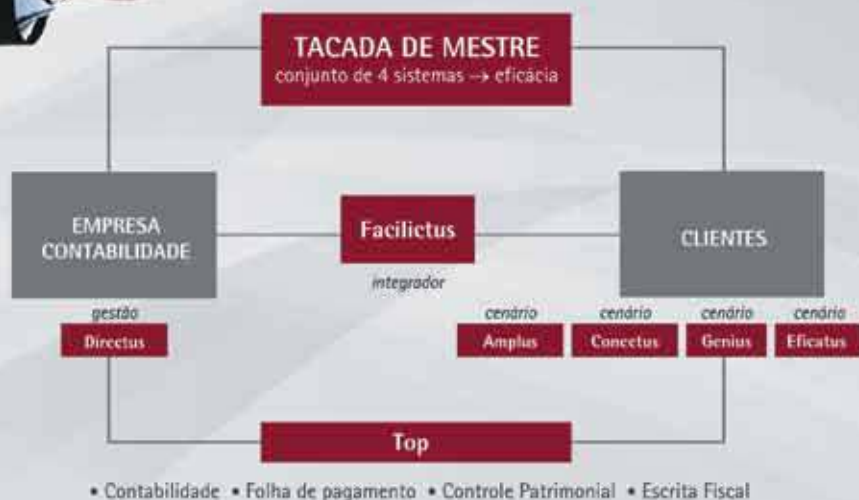 TACADA DE MESTRE
conjunto de 4 sistemas → eficácia
EMPRESA
CONTABILIDADE
Facilictus
integrador
CLIENTES
gestão
Directus
cenário cenário cenário cenário
Amplus Conectus Genius Eficatus
Top
• Contabilidade • Folha de pagamento • Controle Patrimonial • Escrita Fiscal